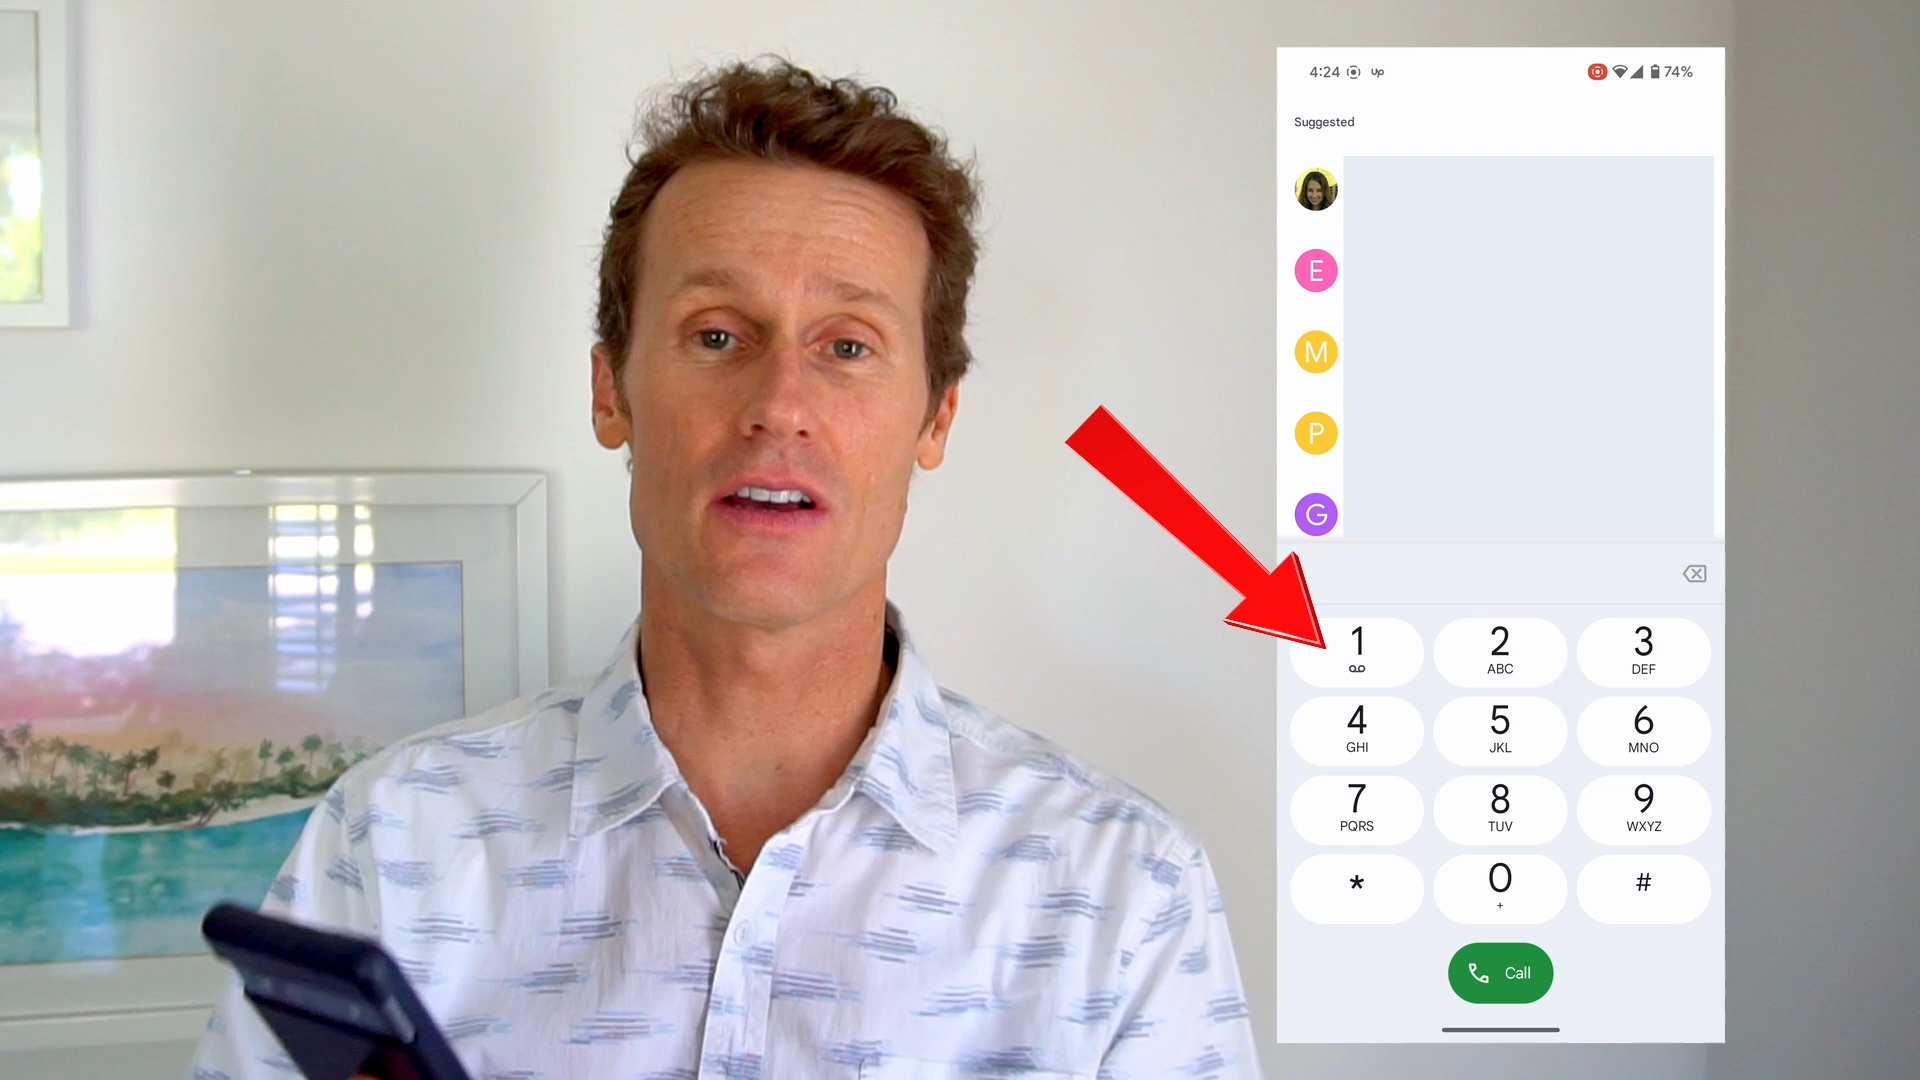 4:24 up 74%
Suggested
E
M
P
G
1 2 3
ABC DEF
4 5 6
GHI JKL MNO
7 8 9
PQRS TUV WXYZ
* 0 #
+
Call